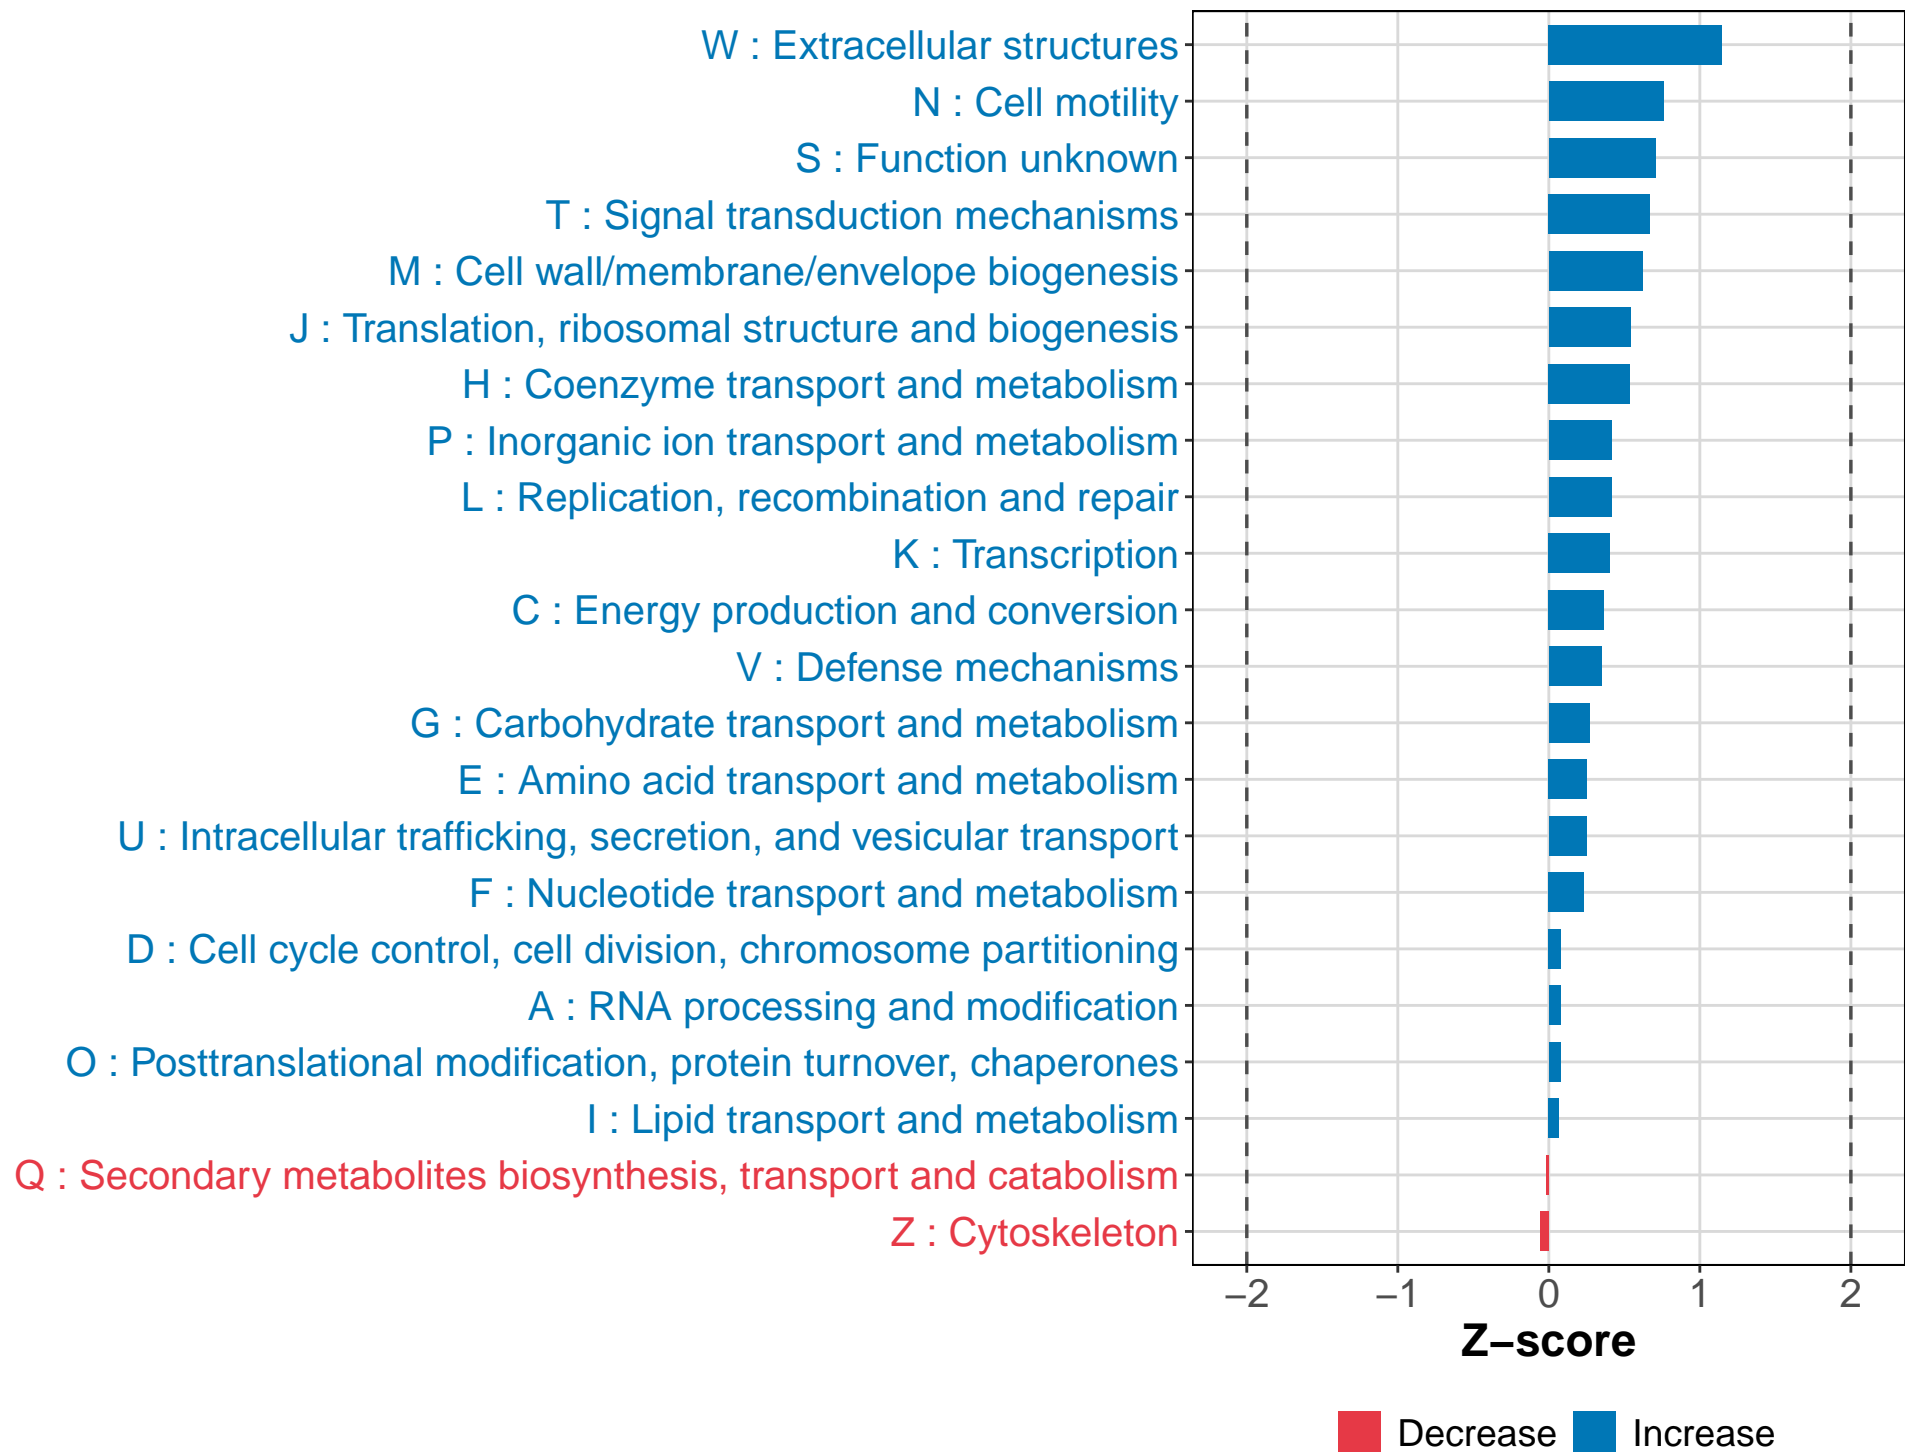 W : Extracellular structures
N : Cell motility
S : Function unknown
T : Signal transduction mechanisms
M : Cell wall/membrane/envelope biogenesis
J : Translation, ribosomal structure and biogenesis
H : Coenzyme transport and metabolism
P : Inorganic ion transport and metabolism
L : Replication, recombination and repair
K : Transcription
C : Energy production and conversion
V : Defense mechanisms
G : Carbohydrate transport and metabolism
E : Amino acid transport and metabolism
U : Intracellular trafficking, secretion, and vesicular transport
F : Nucleotide transport and metabolism
D : Cell cycle control, cell division, chromosome partitioning
A : RNA processing and modification
O : Posttranslational modification, protein turnover, chaperones
I : Lipid transport and metabolism
Q : Secondary metabolites biosynthesis, transport and catabolism
Z : Cytoskeleton
−2 −1 0 1 2
Z−score
Decrease Increase